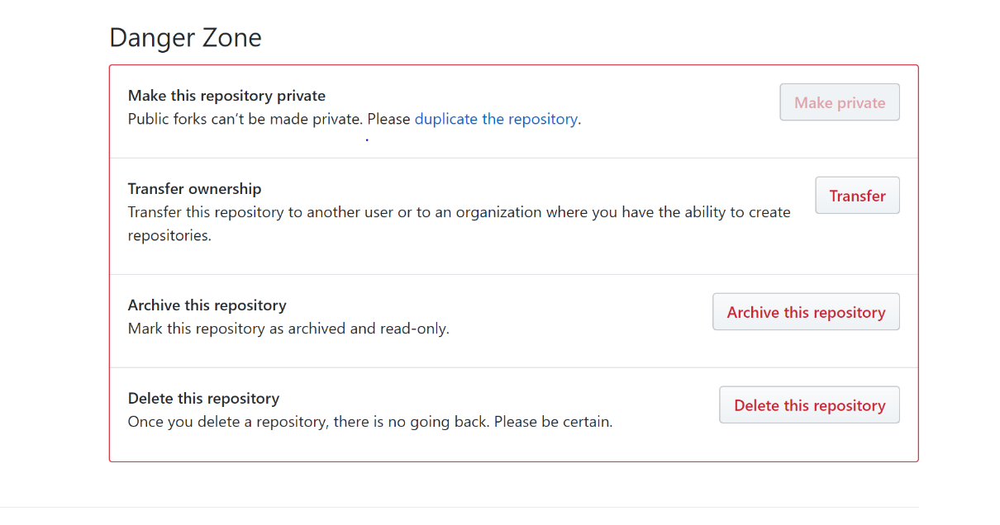 Danger Zone
Make this repository private
Make private
Public forks can’t be made private. Please duplicate the repository.
Transfer ownership
Transfer
Transfer this repository to another user or to an organization where you have the ability to create
repositories.
Archive this repository
Archive this repository
Mark this repository as archived and read-only.
Delete this repository
Delete this repository
Once you delete a repository, there is no going back. Please be certain.